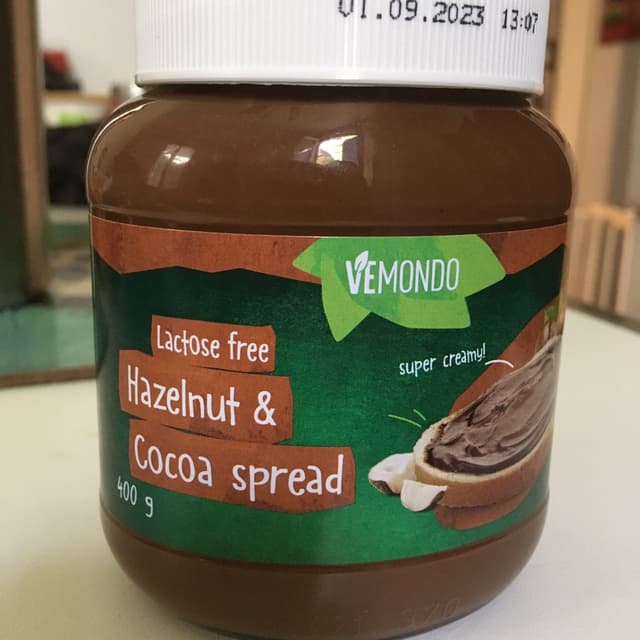 01.09.2023 13:07
VEMONDO
Lactose free
Hazelnut &
Cocoa spread
400 g
super creamy!